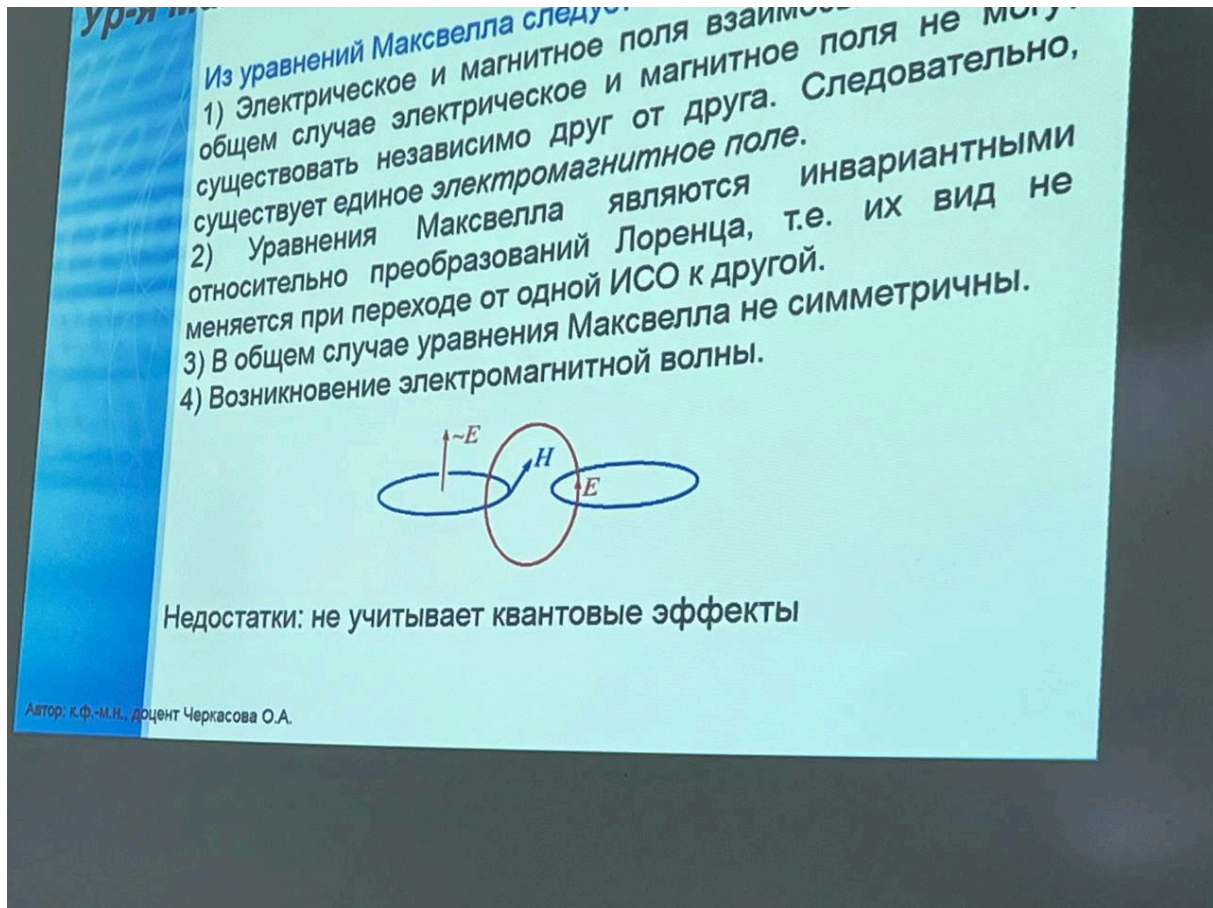 Ур-я
Из уравнений Максвелла
1) Электрическое и магнитное поля
общем случае электрическое и магнитное поля не
существовать независимо друг от друга. Следовательно,
существует единое электромагнитное поле.
2) Уравнения Максвелла являются инвариантными
относительно преобразований Лоренца, т.е. их вид не
меняется при переходе от одной ИСО к другой.
3) В общем случае уравнения Максвелла не симметричны.
4) Возникновение электромагнитной волны.
~E
H
E
Недостатки: не учитывает квантовые эффекты
Автор: к.ф.-м.н., доцент Черкасова О.А.